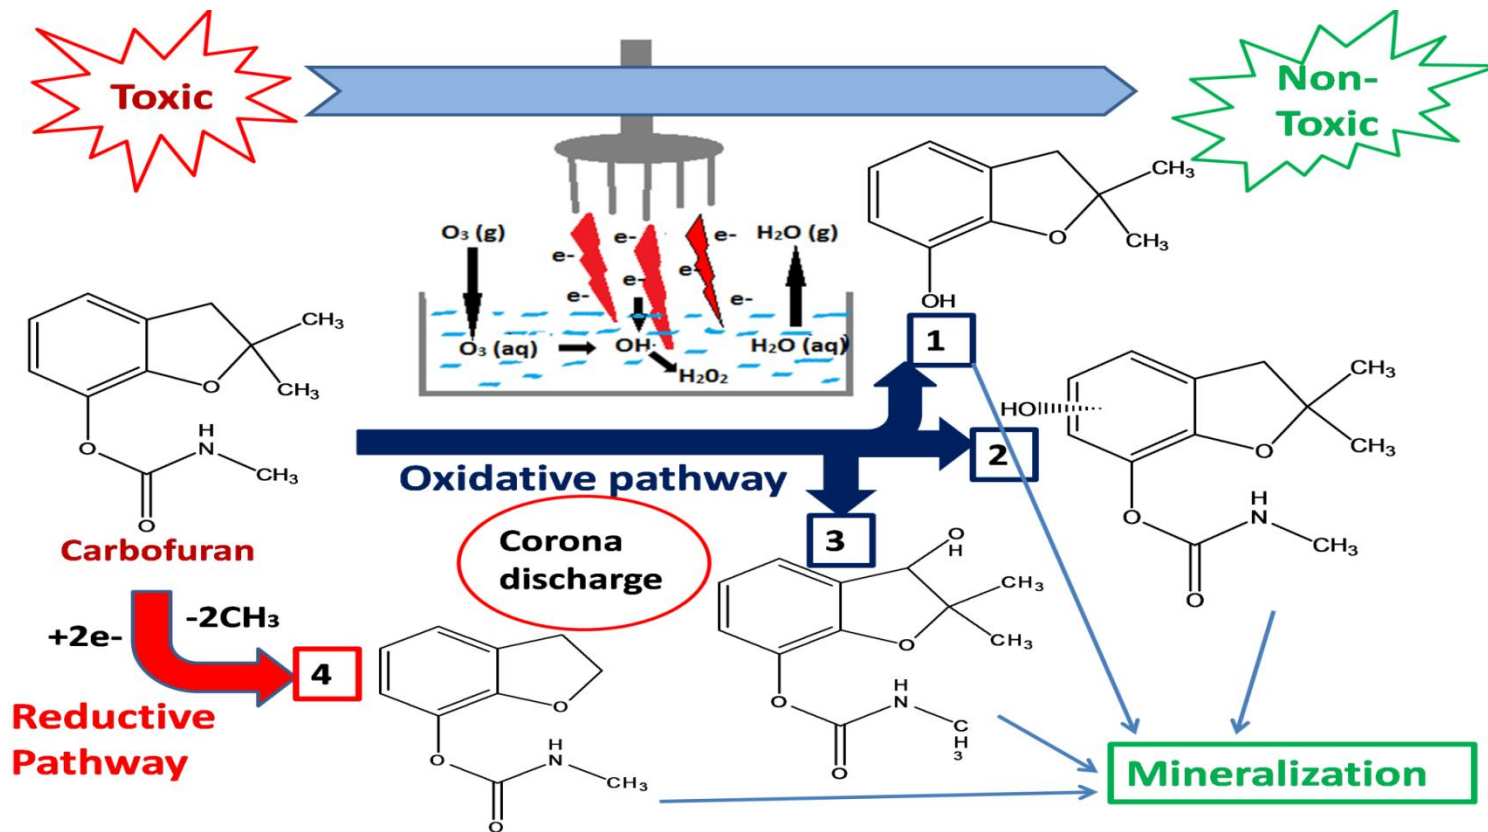 Toxic
Non-
Toxic
O₃ (g)
e-
e-
e-
e-
e-
e-
e-
e-
H₂O (g)
O₃ (aq)
OH·
H₂O₂
H₂O (aq)
CH₃
CH₃
O
OH
1
CH₃
CH₃
O
O
H
N
CH₃
O
Carbofuran
Oxidative pathway
2
3
HO
CH₃
CH₃
O
O
H
N
CH₃
O
Corona
discharge
O
H
CH₃
CH₃
O
O
H
N
C
H
3
O
+2e-
-2CH₃
4
Reductive
Pathway
O
O
H
N
CH₃
O
Mineralization